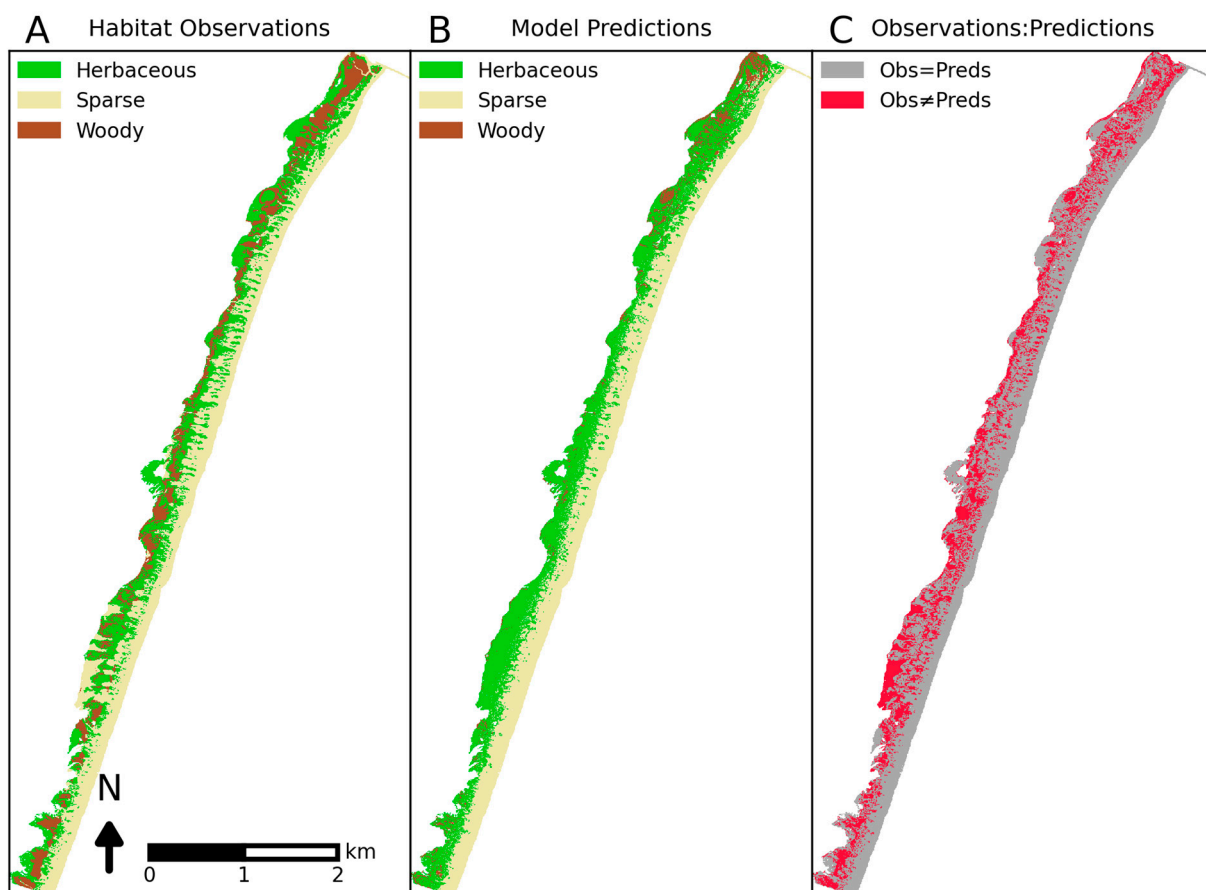 A Habitat Observations
Herbaceous
Sparse
Woody
N
km
0 1 2
B Model Predictions
Herbaceous
Sparse
Woody
C Observations:Predictions
Obs=Preds
Obs≠Preds